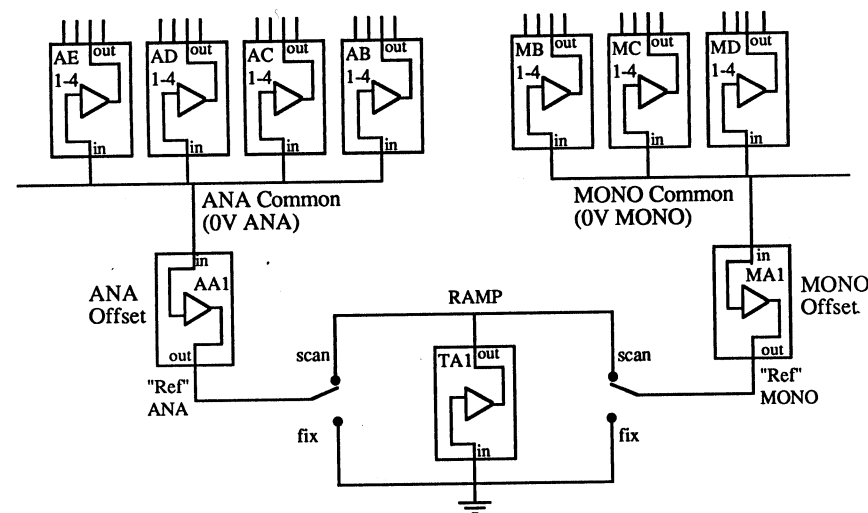 AE
1-4
out
in
AD
1-4
out
in
AC
1-4
out
in
AB
1-4
out
in
MB
1-4
out
in
MC
1-4
out
in
MD
1-4
out
in
ANA Common
(0V ANA)
MONO Common
(0V MONO)
ANA
Offset
in
AA1
out
"Ref"
ANA
RAMP
scan
fix
TA1
out
in
scan
fix
in
MA1
out
MONO
Offset
"Ref"
MONO